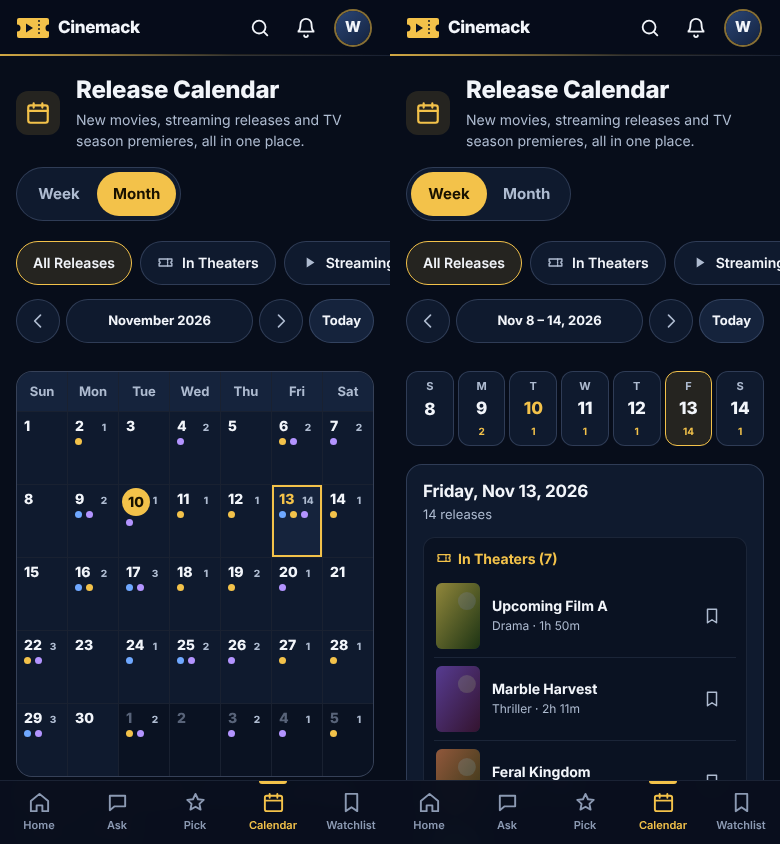 Cinemack
W
Release Calendar
New movies, streaming releases and TV
season premieres, all in one place.
Week Month
All Releases In Theaters Streaming
November 2026 Today
Sun Mon Tue Wed Thu Fri Sat
1 2 1 3 4 2 5 6 2 7 2
8 9 2 10 1 11 1 12 1 13 14 14 1
15 16 2 17 3 18 1 19 2 20 1 21
22 3 23 24 1 25 2 26 2 27 1 28 1
29 3 30 1 2 2 3 2 4 1 5 1
Home Ask Pick Calendar Watchlist
Cinemack
W
Release Calendar
New movies, streaming releases and TV
season premieres, all in one place.
Week Month
All Releases In Theaters Streaming
Nov 8 – 14, 2026 Today
S M T W T F S
8 9 10 11 12 13 14
2 1 1 1 14 1
Friday, Nov 13, 2026
14 releases
In Theaters (7)
Upcoming Film A
Drama · 1h 50m
Marble Harvest
Thriller · 2h 11m
Feral Kingdom
Home Ask Pick Calendar Watchlist